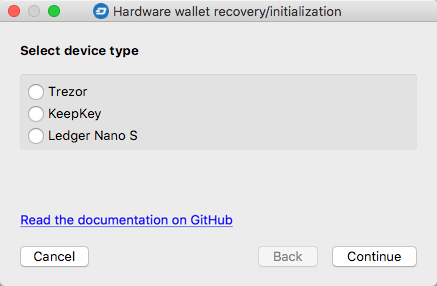 Hardware wallet recovery/initialization
Select device type
Trezor
KeepKey
Ledger Nano S
Read the documentation on GitHub
Cancel
Back
Continue